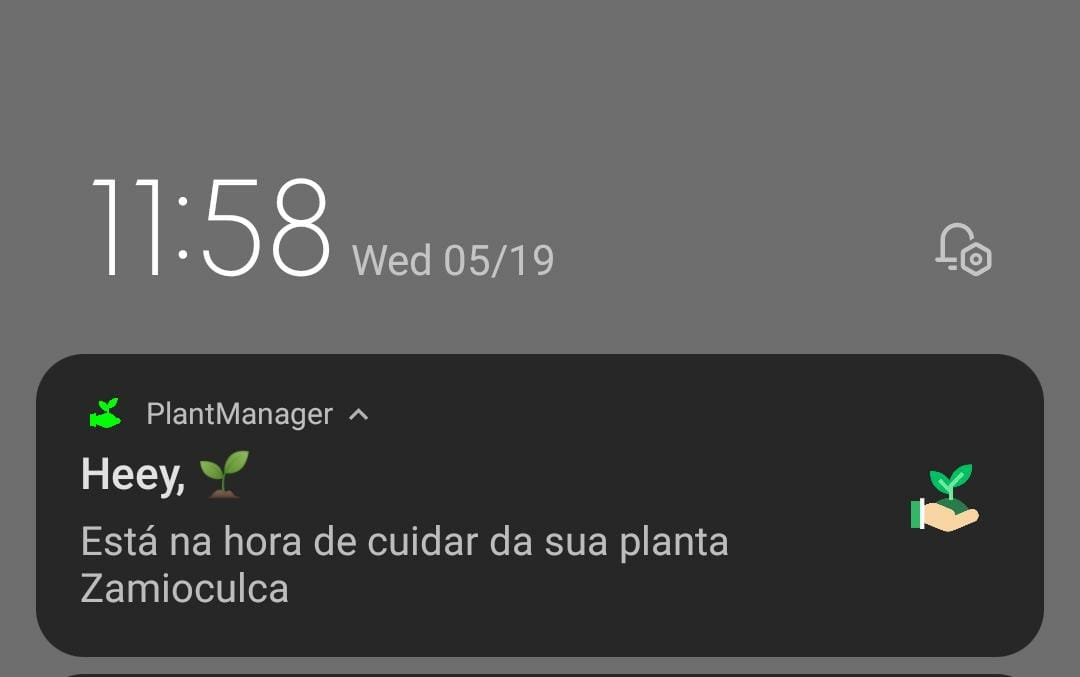 11:58 Wed 05/19
PlantManager
Heey, 🌱
Está na hora de cuidar da sua planta
Zamioculca